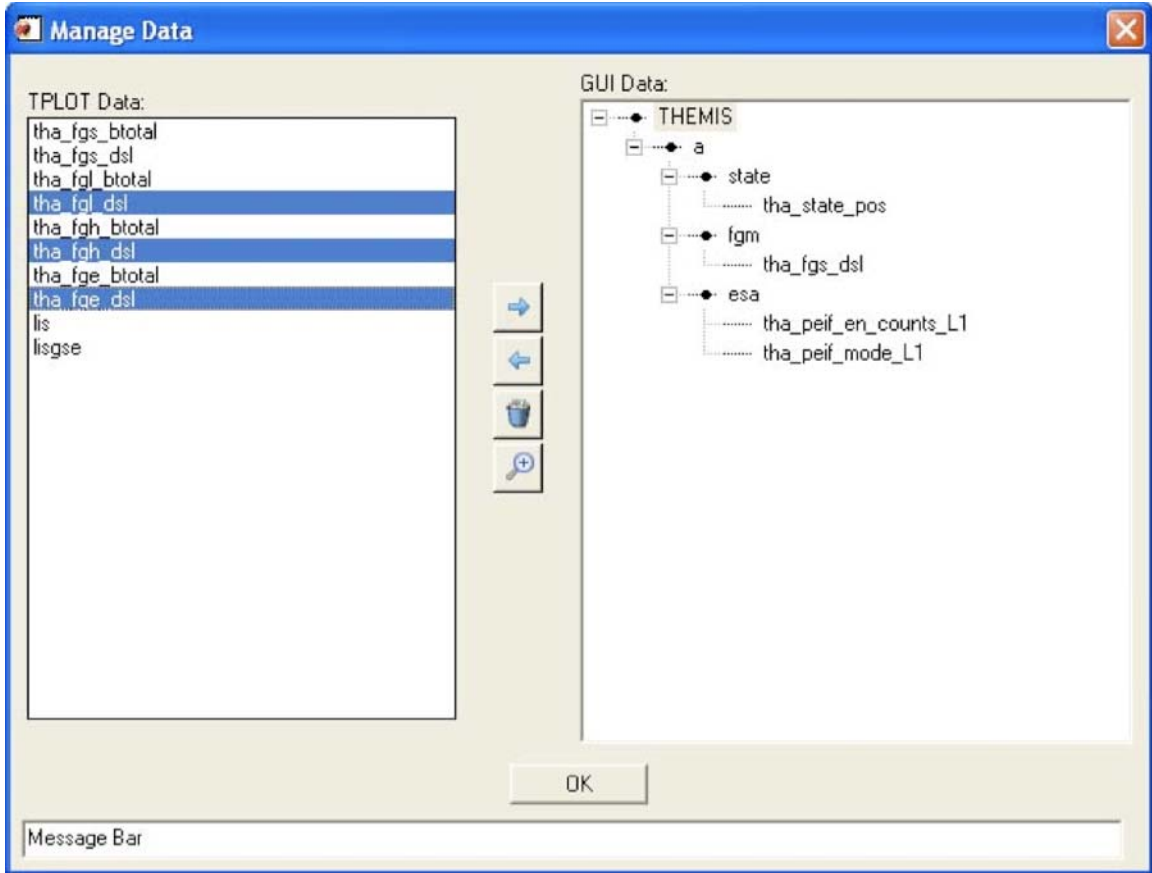 Manage Data
TPLOT Data:
tha_fgs_btotal
tha_fgs_dsl
tha_fgl_btotal
tha_fgl_dsl
tha_fgh_btotal
tha_fgh_dsl
tha_fge_btotal
tha_fge_dsl
lis
lisgse
GUI Data:
THEMIS
a
state
tha_state_pos
fgm
tha_fgs_dsl
esa
tha_peif_en_counts_L1
tha_peif_mode_L1
OK
Message Bar